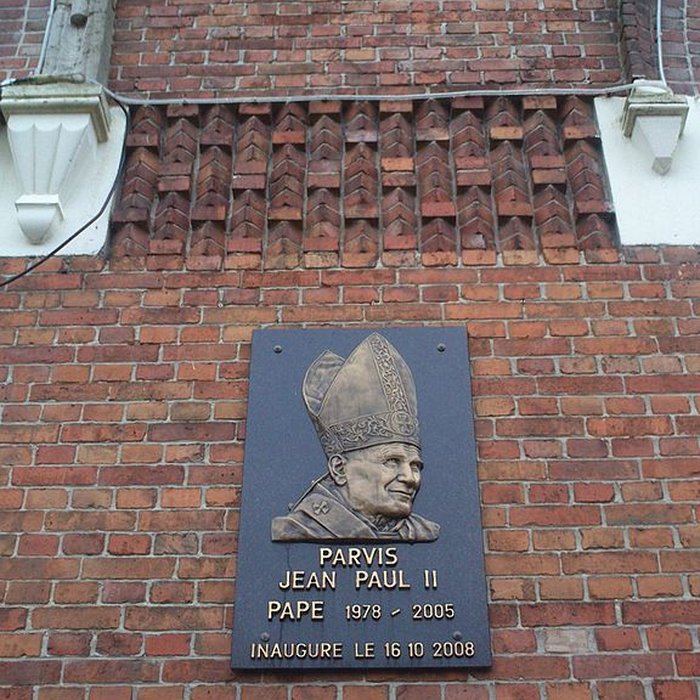 PARVIS
JEAN PAUL II
PAPE 1978 - 2005
INAUGURE LE 16 10 2008